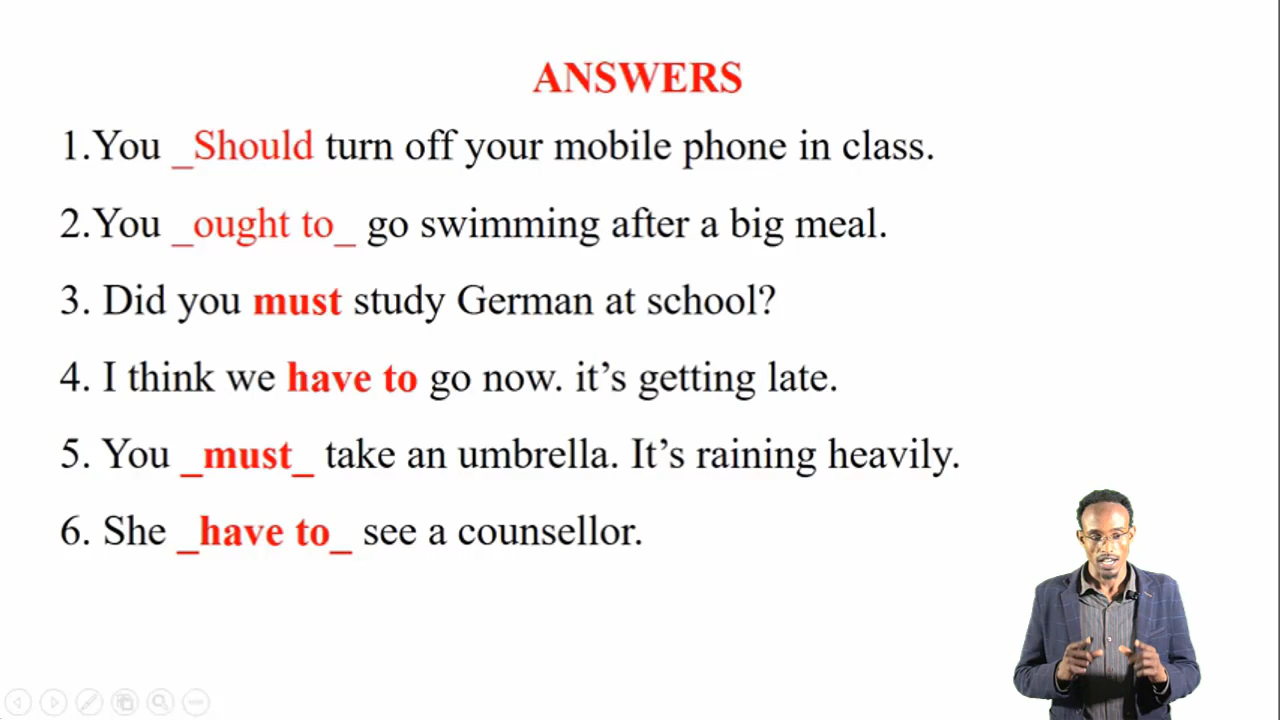 ANSWERS
1.You _Should turn off your mobile phone in class.
2.You _ought to_ go swimming after a big meal.
3. Did you must study German at school?
4. I think we have to go now. it’s getting late.
5. You _must_ take an umbrella. It’s raining heavily.
6. She _have to_ see a counsellor.